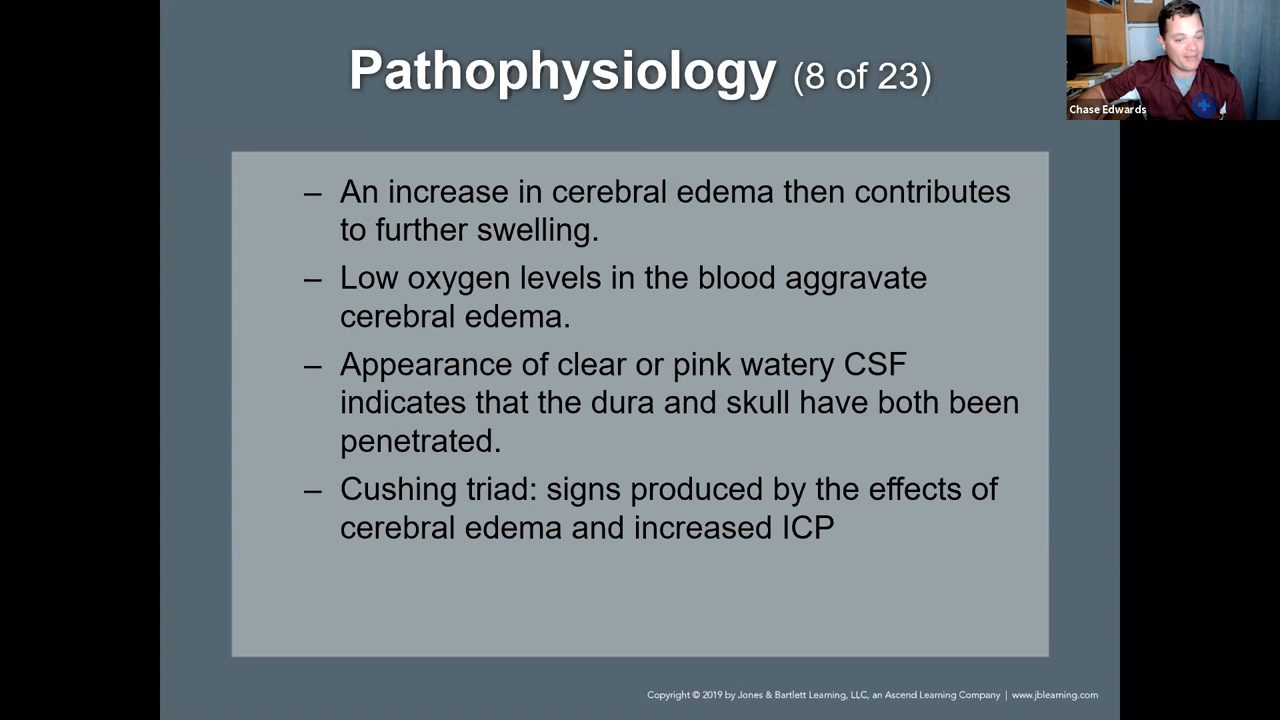 Pathophysiology (8 of 23)
Chase Edwards
– An increase in cerebral edema then contributes
to further swelling.
– Low oxygen levels in the blood aggravate
cerebral edema.
– Appearance of clear or pink watery CSF
indicates that the dura and skull have both been
penetrated.
– Cushing triad: signs produced by the effects of
cerebral edema and increased ICP
Copyright © 2019 by Jones & Bartlett Learning, LLC, an Ascend Learning Company | www.jblearning.com